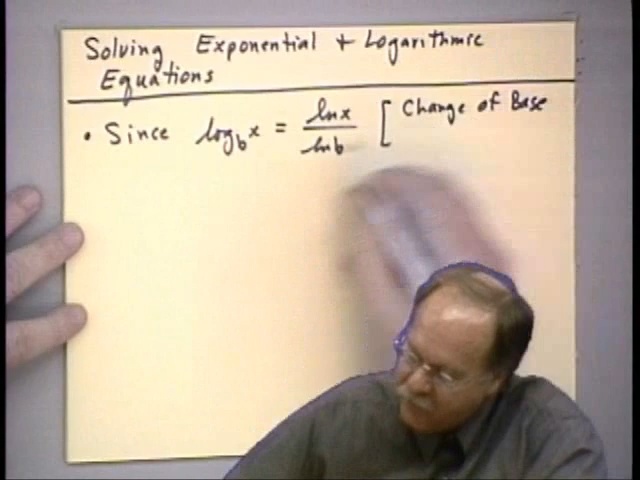 Solving Exponential + Logarithmic
Equations
• Since log_b x = ln x / ln b [ Change of Base